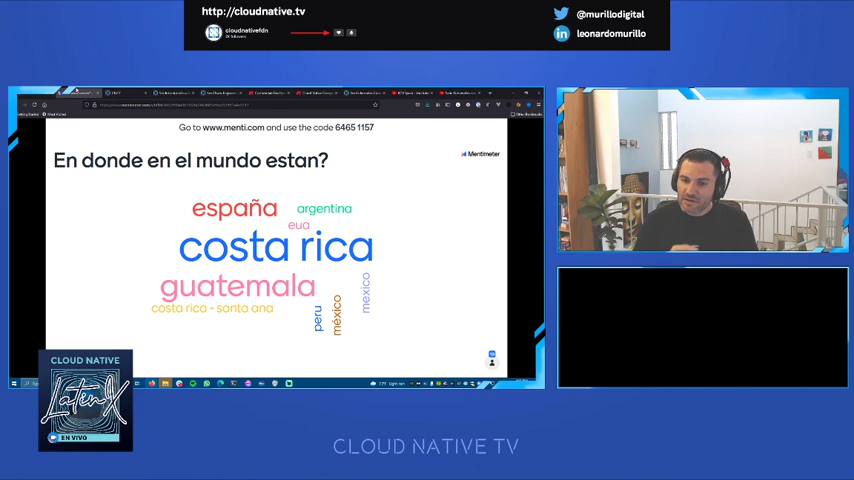 http://cloudnative.tv
cloudnativefdn
@murillodigital
leonardomurillo
Go to www.menti.com and use the code 6465 1157
En donde en el mundo estan?
Mentimeter
españa
argentina
eua
costa rica
guatemala
costa rica - santa ana
peru
méxico
mexico
CLOUD NATIVE
LatinX
EN VIVO
CLOUD NATIVE TV